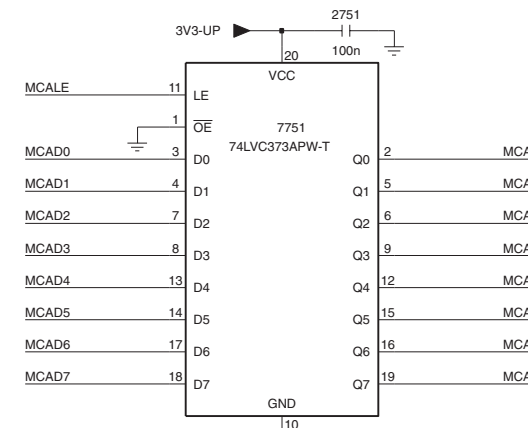 2751
3V3-UP
100n
20
VCC
MCALE 11 LE
1 OE
7751
74LVC373APW-T
MCAD0 3 D0 Q0 2
MCAD1 4 D1 Q1 5
MCAD2 7 D2 Q2 6
MCAD3 8 D3 Q3 9
MCAD4 13 D4 Q4 12
MCAD5 14 D5 Q5 15
MCAD6 17 D6 Q6 16
MCAD7 18 D7 Q7 19
GND
10